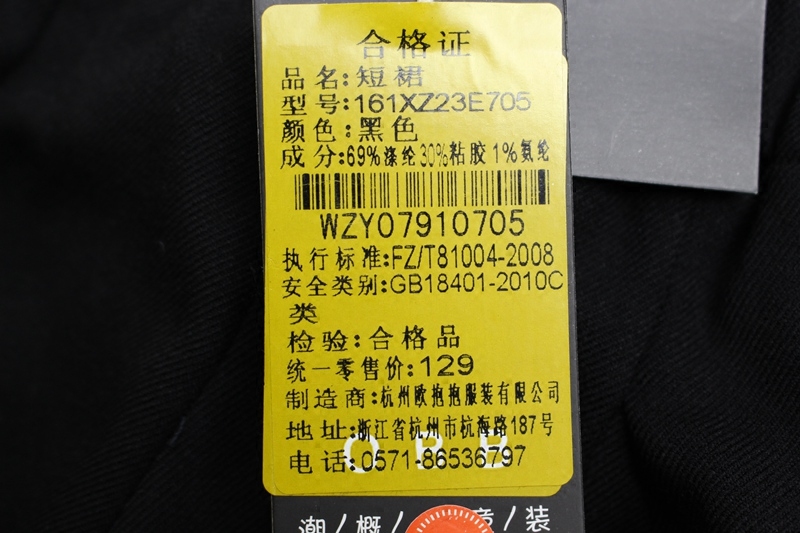 合格证
品名:短裙
型号:161XZ23E705
颜色:黑色
成分:69%涤纶30%粘胶1%氨纶
WZY07910705
执行标准:FZ/T81004-2008
安全类别:GB18401-2010C
类
检验:合格品
统一零售价:129
制造商:杭州欧抱抱服装有限公司
地址:浙江省杭州市杭海路187号
电话:0571-86536797
O B B
潮/概/ 童/装